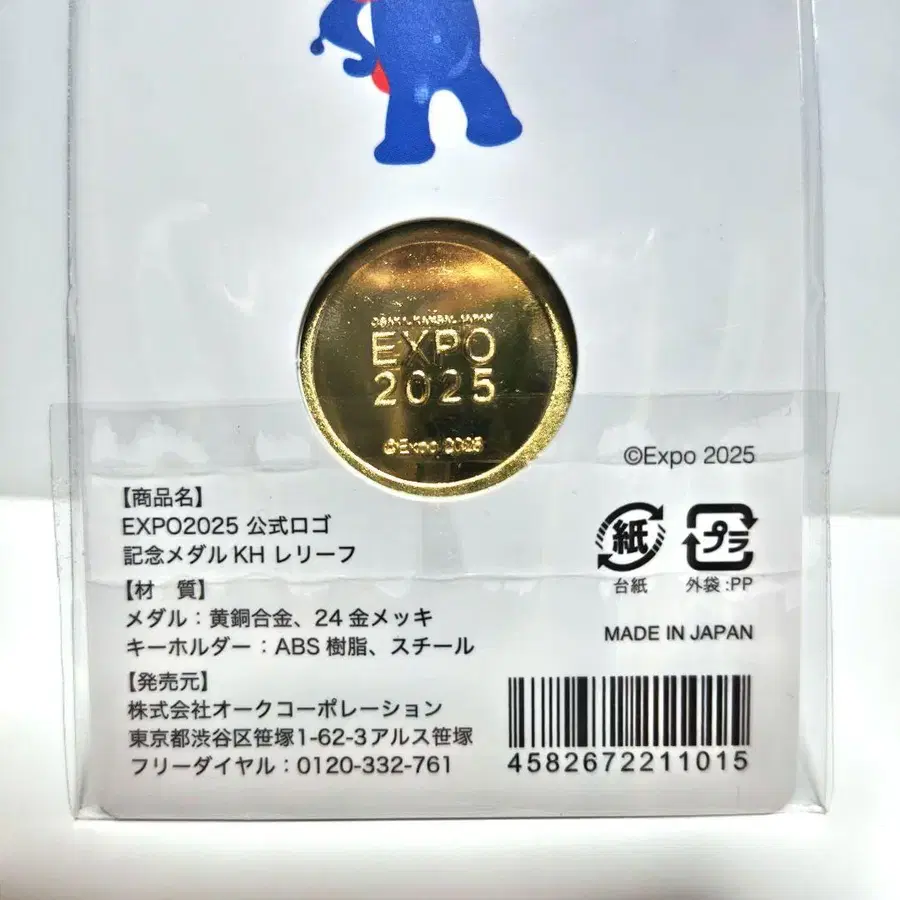 OSAKA, KANSAI, JAPAN
EXPO
2025
©Expo 2025
©Expo 2025
【商品名】
EXPO2025 公式ロゴ
記念メダル KH レリーフ
【材 質】
メダル：黄銅合金、24金メッキ
キーホルダー：ABS樹脂、スチール
【発売元】
株式会社オークコーポレーション
東京都渋谷区笹塚1-62-3アルス笹塚
フリーダイヤル：0120-332-761
紙
台紙
プラ
外袋:PP
MADE IN JAPAN
4582672211015